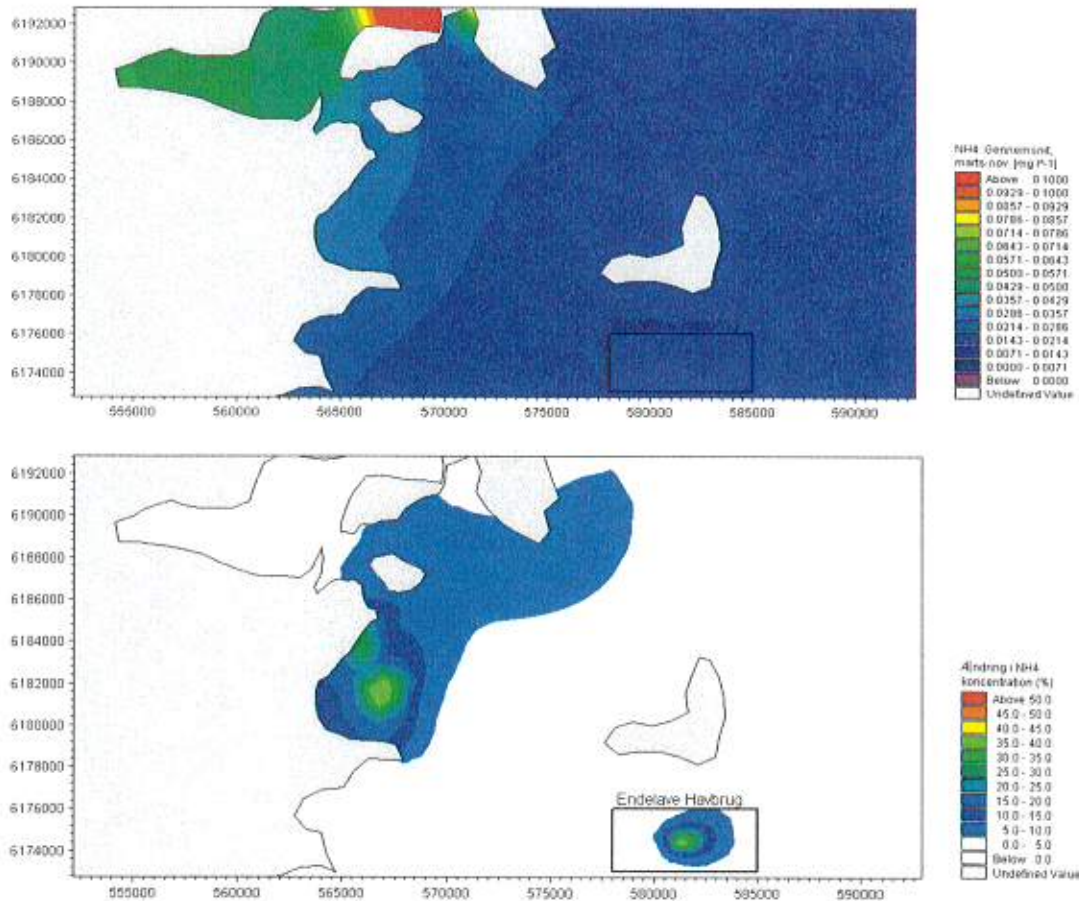 6192000
6190000
6188000
6186000
6184000
6182000
6180000
6178000
6176000
6174000
555000 560000 565000 570000 575000 580000 585000 590000
NH4 Gennemsnit,
marts-nov. [mg l^-1]
Above 0.1000
0.0929 - 0.1000
0.0857 - 0.0929
0.0786 - 0.0857
0.0714 - 0.0786
0.0643 - 0.0714
0.0571 - 0.0643
0.0500 - 0.0571
0.0429 - 0.0500
0.0357 - 0.0429
0.0286 - 0.0357
0.0214 - 0.0286
0.0143 - 0.0214
0.0071 - 0.0143
0.0000 - 0.0071
Below 0.0000
Undefined Value
6192000
6190000
6188000
6186000
6184000
6182000
6180000
6178000
6176000
6174000
Endelave Havbrug
555000 560000 565000 570000 575000 580000 585000 590000
Ændring i NH4
koncentration (%)
Above 50.0
45.0 - 50.0
40.0 - 45.0
35.0 - 40.0
30.0 - 35.0
25.0 - 30.0
20.0 - 25.0
15.0 - 20.0
10.0 - 15.0
5.0 - 10.0
0.0 - 5.0
Below 0.0
Undefined Value